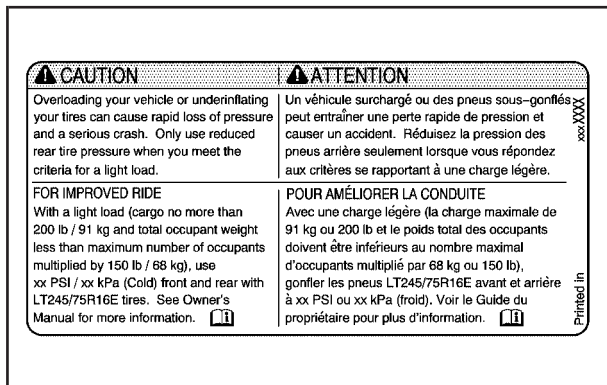 CAUTION
Overloading your vehicle or underinflating
your tires can cause rapid loss of pressure
and a serious crash. Only use reduced
rear tire pressure when you meet the
criteria for a light load.
FOR IMPROVED RIDE
With a light load (cargo no more than
200 lb / 91 kg and total occupant weight
less than maximum number of occupants
multiplied by 150 lb / 68 kg), use
xx PSI / xx kPa (Cold) front and rear with
LT245/75R16E tires. See Owner's
Manual for more information.
ATTENTION
Un véhicule surchargé ou des pneus sous-gonflés
peut entraîner une perte rapide de pression et
causer un accident. Réduisez la pression des
pneus arrière seulement lorsque vous répondez
aux critères se rapportant à une charge légère.
POUR AMÉLIORER LA CONDUITE
Avec une charge légère (la charge maximale de
91 kg ou 200 lb et le poids total des occupants
doivent être inférieurs au nombre maximal
d'occupants multiplié par 68 kg ou 150 lb),
gonfler les pneus LT245/75R16E avant et arrière
à xx PSI ou xx kPa (froid). Voir le Guide du
propriétaire pour plus d'information.
xxx XXXX
Printed in